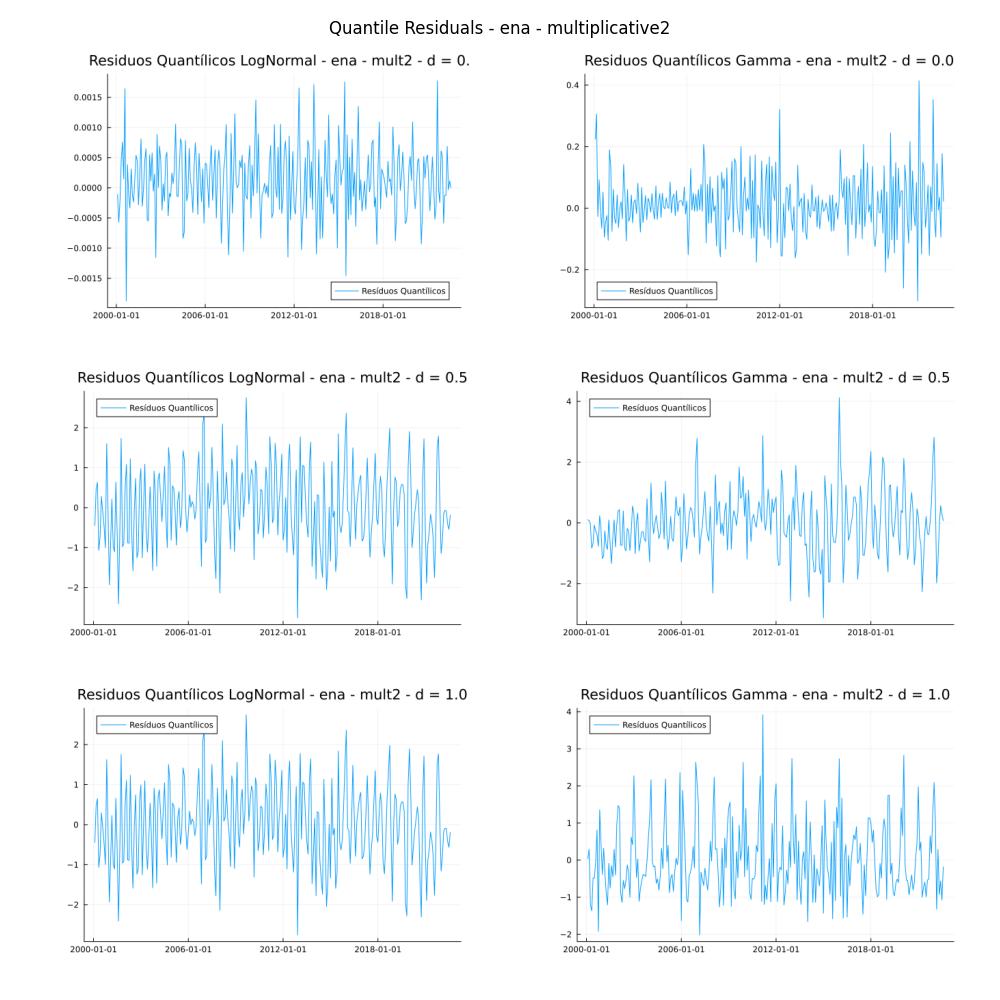 Quantile Residuals - ena - multiplicative2
Residuos Quantílicos LogNormal - ena - mult2 - d = 0.
0.0015
0.0010
0.0005
0.0000
−0.0005
−0.0010
−0.0015
Resíduos Quantílicos
2000-01-01 2006-01-01 2012-01-01 2018-01-01
Residuos Quantílicos Gamma - ena - mult2 - d = 0.0
0.4
0.2
0.0
−0.2
Resíduos Quantílicos
2000-01-01 2006-01-01 2012-01-01 2018-01-01
Residuos Quantílicos LogNormal - ena - mult2 - d = 0.5
Resíduos Quantílicos
2
1
0
−1
−2
2000-01-01 2006-01-01 2012-01-01 2018-01-01
Residuos Quantílicos Gamma - ena - mult2 - d = 0.5
4
Resíduos Quantílicos
2
0
−2
2000-01-01 2006-01-01 2012-01-01 2018-01-01
Residuos Quantílicos LogNormal - ena - mult2 - d = 1.0
Resíduos Quantílicos
2
1
0
−1
−2
2000-01-01 2006-01-01 2012-01-01 2018-01-01
Residuos Quantílicos Gamma - ena - mult2 - d = 1.0
4
Resíduos Quantílicos
3
2
1
0
−1
−2
2000-01-01 2006-01-01 2012-01-01 2018-01-01